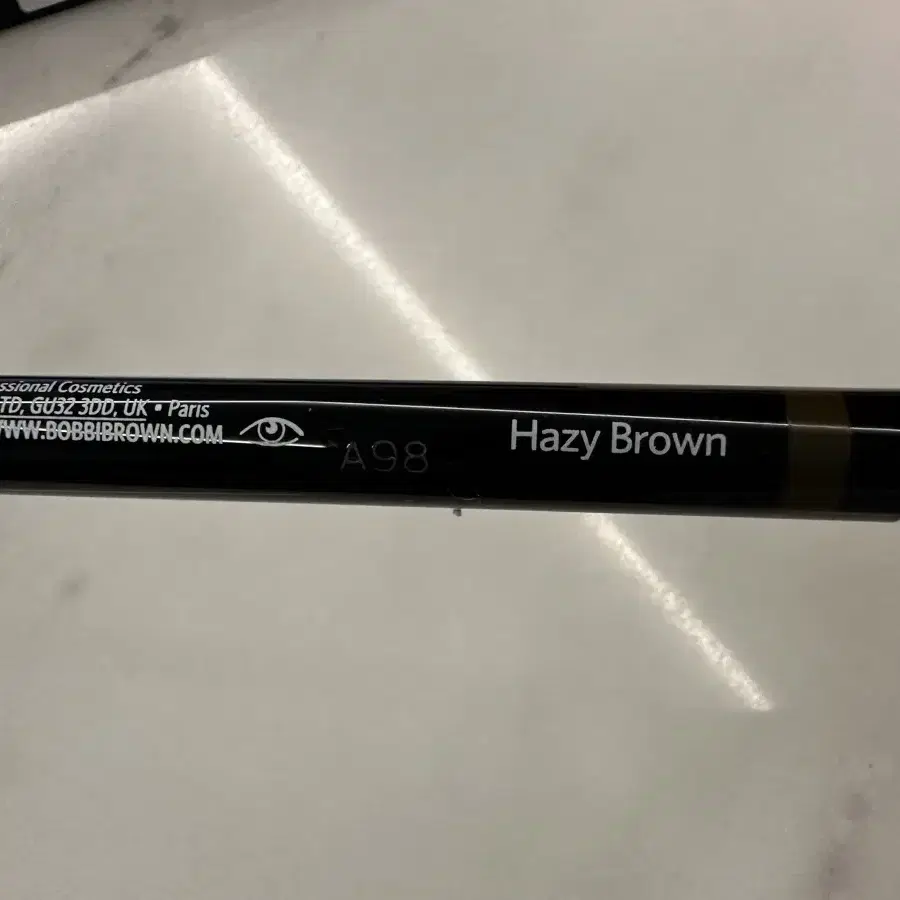 ssional Cosmetics
TD, GU32 3DD, UK • Paris
WWW.BOBBIBROWN.COM
A98
Hazy Brown